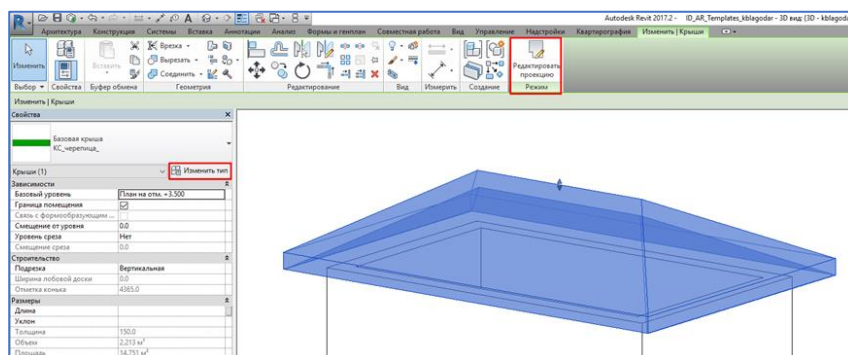 Autodesk Revit 2017.2 - ID_AR_Templates_kblagodar - 3D вид: {3D - kblagodar
Архитектура Конструкция Системы Вставка Аннотации Анализ Формы и генплан Совместная работа Вид Управление Надстройки Квартирография Изменить | Крыши
Врезка
Вырезать
Соединить
Изменить
Вставить
Редактировать
проекцию
Выбор Свойства Буфер обмена Геометрия Редактирование Вид Измерить Создание Режим
Изменить | Крыши
Свойства
Базовая крыша
КС_черепица_
Крыши (1) Изменить тип
Зависимости
Базовый уровень План на отм. +3.500
Граница помещения
Связь с формообразующим ...
Смещение от уровня 0.0
Уровень среза Нет
Смещение среза 0.0
Строительство
Подрезка Вертикальная
Ширина лобовой доски 0.0
Отметка конька 4365.0
Размеры
Длина
Уклон
Толщина 150.0
Объем 2.213 м³
Площадь 14.751 м²